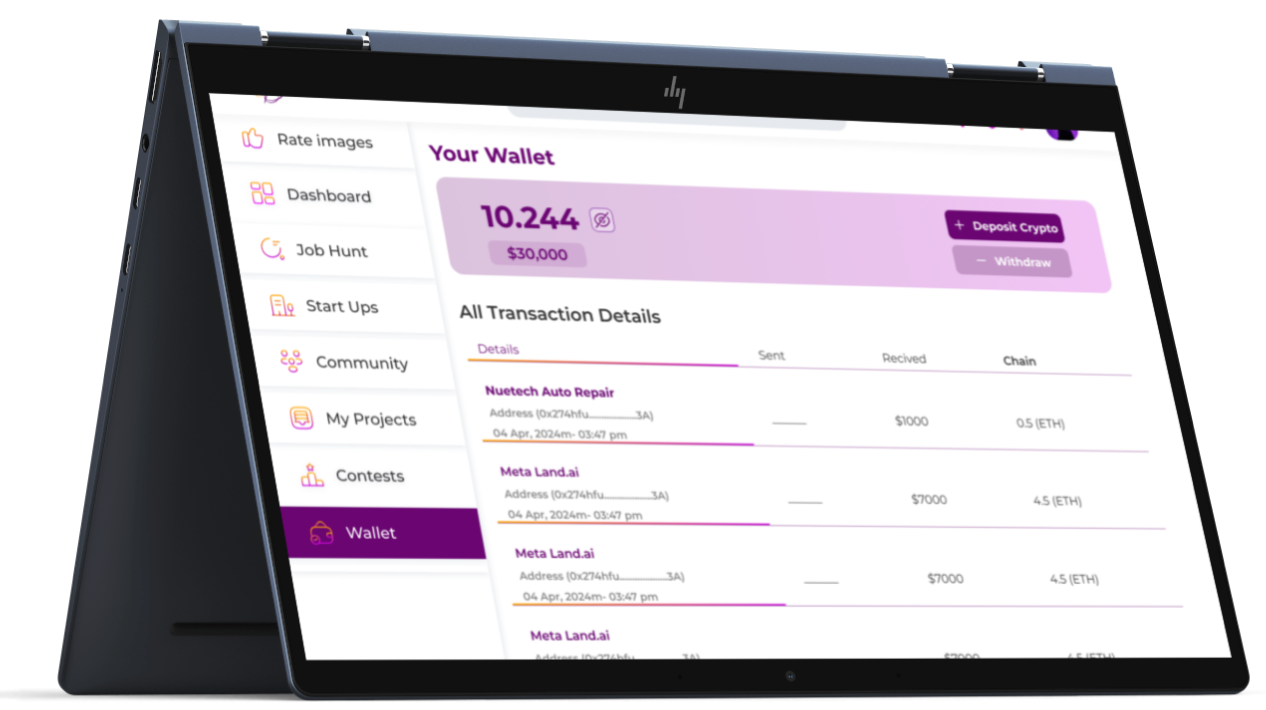 Rate images
Dashboard
Job Hunt
Start Ups
Community
My Projects
Contests
Wallet
Your Wallet
10.244
$30,000
+ Deposit Crypto
− Withdraw
All Transaction Details
Details Sent Recived Chain
Nuetech Auto Repair
Address (0x274hfu...................3A) ______ $1000 0.5 (ETH)
04 Apr, 2024m- 03:47 pm
Meta Land.ai
Address (0x274hfu...................3A) ______ $7000 4.5 (ETH)
04 Apr, 2024m- 03:47 pm
Meta Land.ai
Address (0x274hfu...................3A) ______ $7000 4.5 (ETH)
04 Apr, 2024m- 03:47 pm
Meta Land.ai
Address (0x274hfu...................3A) $7000 4.5 (ETH)
hp